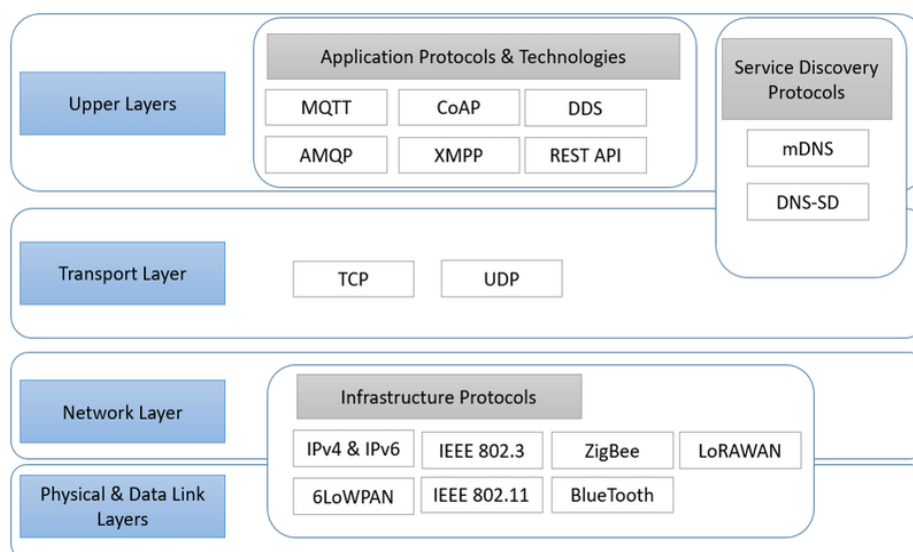 Application Protocols & Technologies
Service Discovery
Protocols
Upper Layers
MQTT
CoAP
DDS
AMQP
XMPP
REST API
mDNS
DNS-SD
Transport Layer
TCP
UDP
Network Layer
Infrastructure Protocols
IPv4 & IPv6
IEEE 802.3
ZigBee
LoRAWAN
Physical & Data Link
Layers
6LoWPAN
IEEE 802.11
BlueTooth